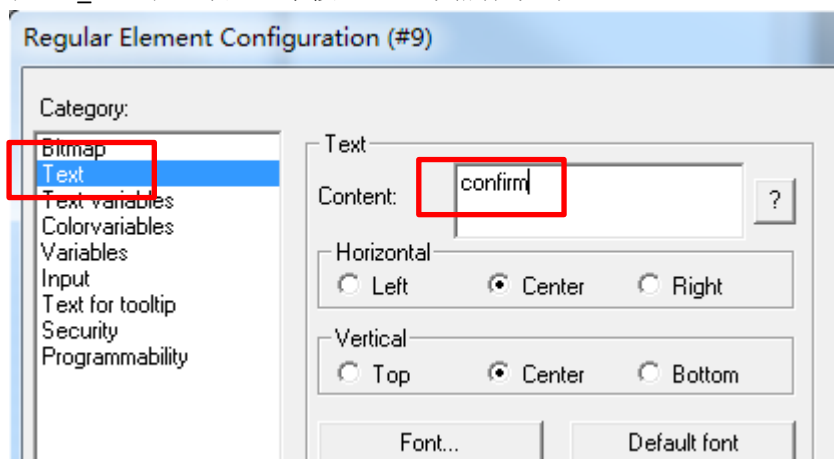 Regular Element Configuration (#9)
Category:
Bitmap
Text
Text variables
Colorvariables
Variables
Input
Text for tooltip
Security
Programmability
Text
Content:
confirm
?
Horizontal
Left
Center
Right
Vertical
Top
Center
Bottom
Font...
Default font